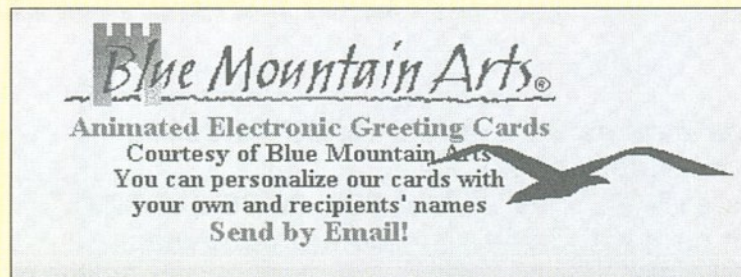 Blue Mountain Arts®
Animated Electronic Greeting Cards
Courtesy of Blue Mountain Arts
You can personalize our cards with
your own and recipients' names
Send by Email!